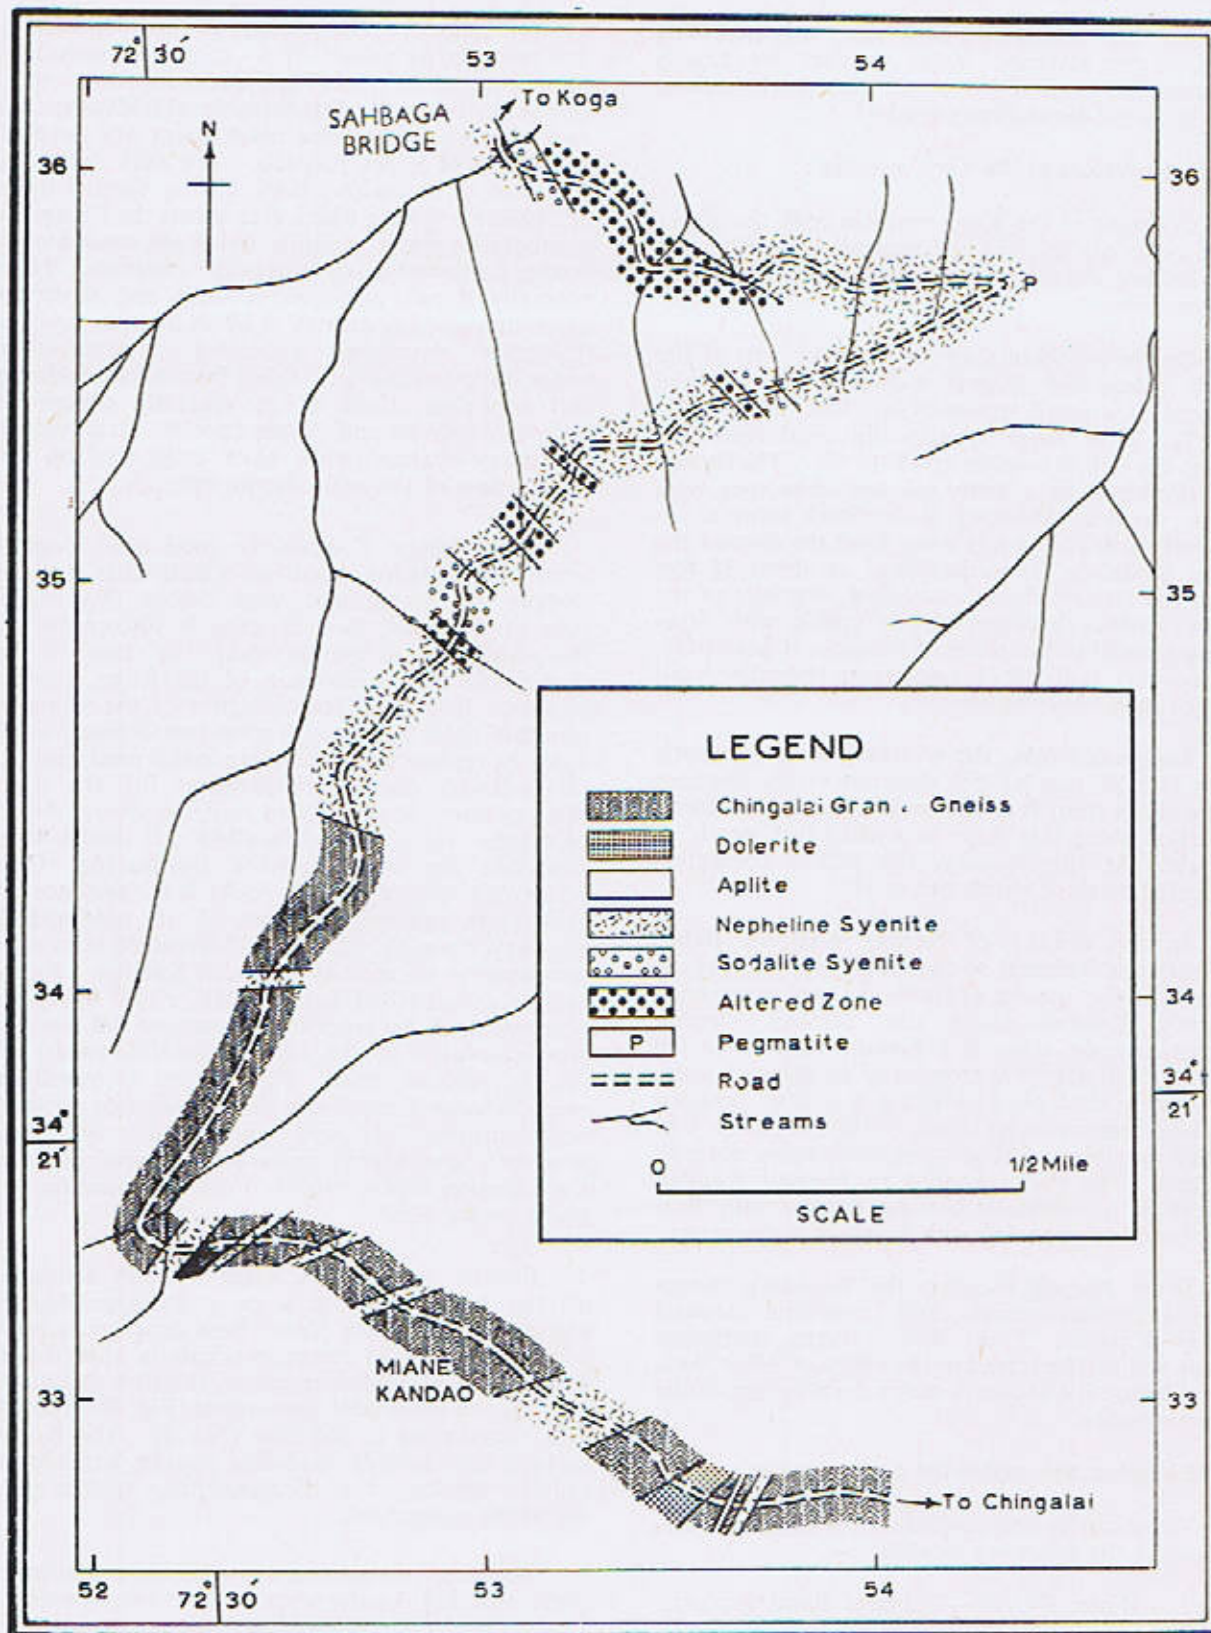 72° 30′
53
54
To Koga
SAHBAGA
BRIDGE
N
36
36
P
35
35
LEGEND
Chingalai Gran. Gneiss
Dolerite
Aplite
Nepheline Syenite
Sodalite Syenite
Altered Zone
P Pegmatite
Road
Streams
0 1/2 Mile
SCALE
34
34
34°
21′
34°
21′
MIANE
KANDAO
33
33
To Chingalai
52
72° 30′
53
54